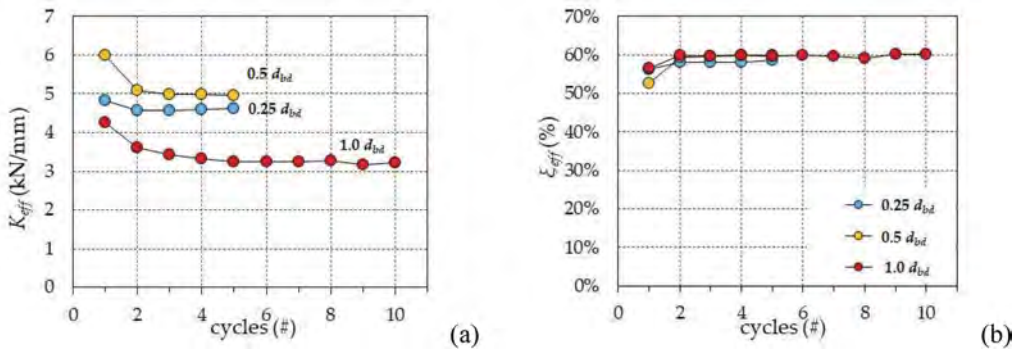 7
6
5
4
3
2
1
0
K_eff (kN/mm)
0.5 d_bd
0.25 d_bd
1.0 d_bd
0 2 4 6 8 10
cycles (#)
(a)
70%
60%
50%
40%
30%
20%
10%
0%
ξ_eff (%)
0.25 d_bd
0.5 d_bd
1.0 d_bd
0 2 4 6 8 10
cycles (#)
(b)